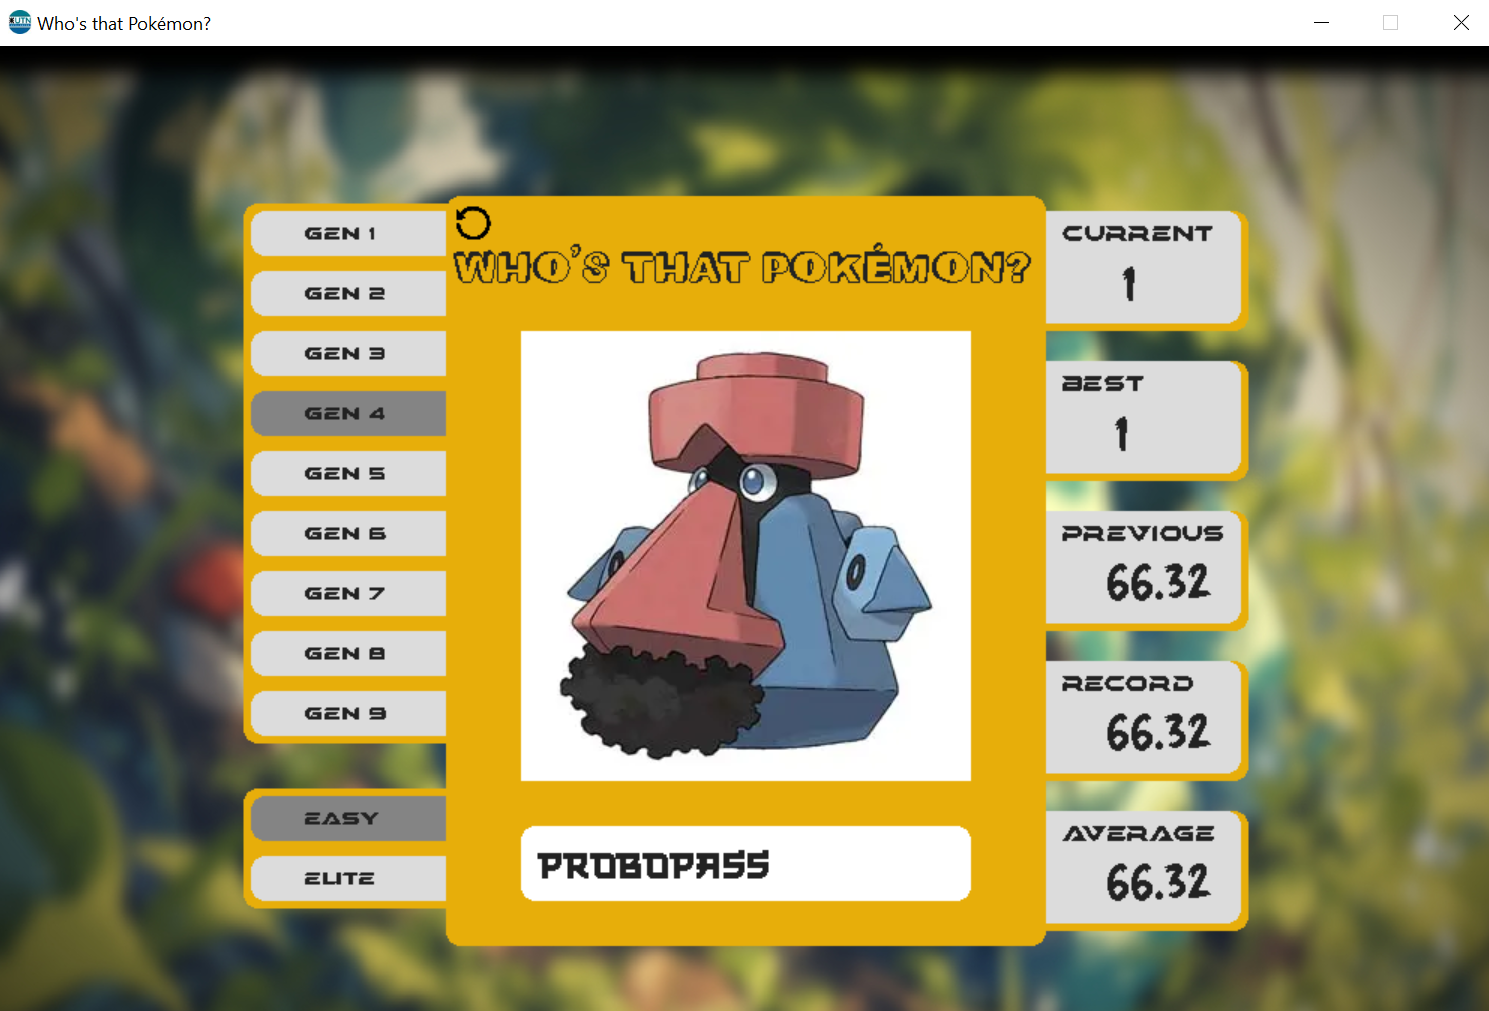 Who's that Pokémon?
GEN 1
GEN 2
GEN 3
GEN 4
GEN 5
GEN 6
GEN 7
GEN 8
GEN 9
EASY
ELITE
WHO'S THAT POKÉMON?
PROBOPASS
CURRENT
1
BEST
1
PREVIOUS
66.32
RECORD
66.32
AVERAGE
66.32